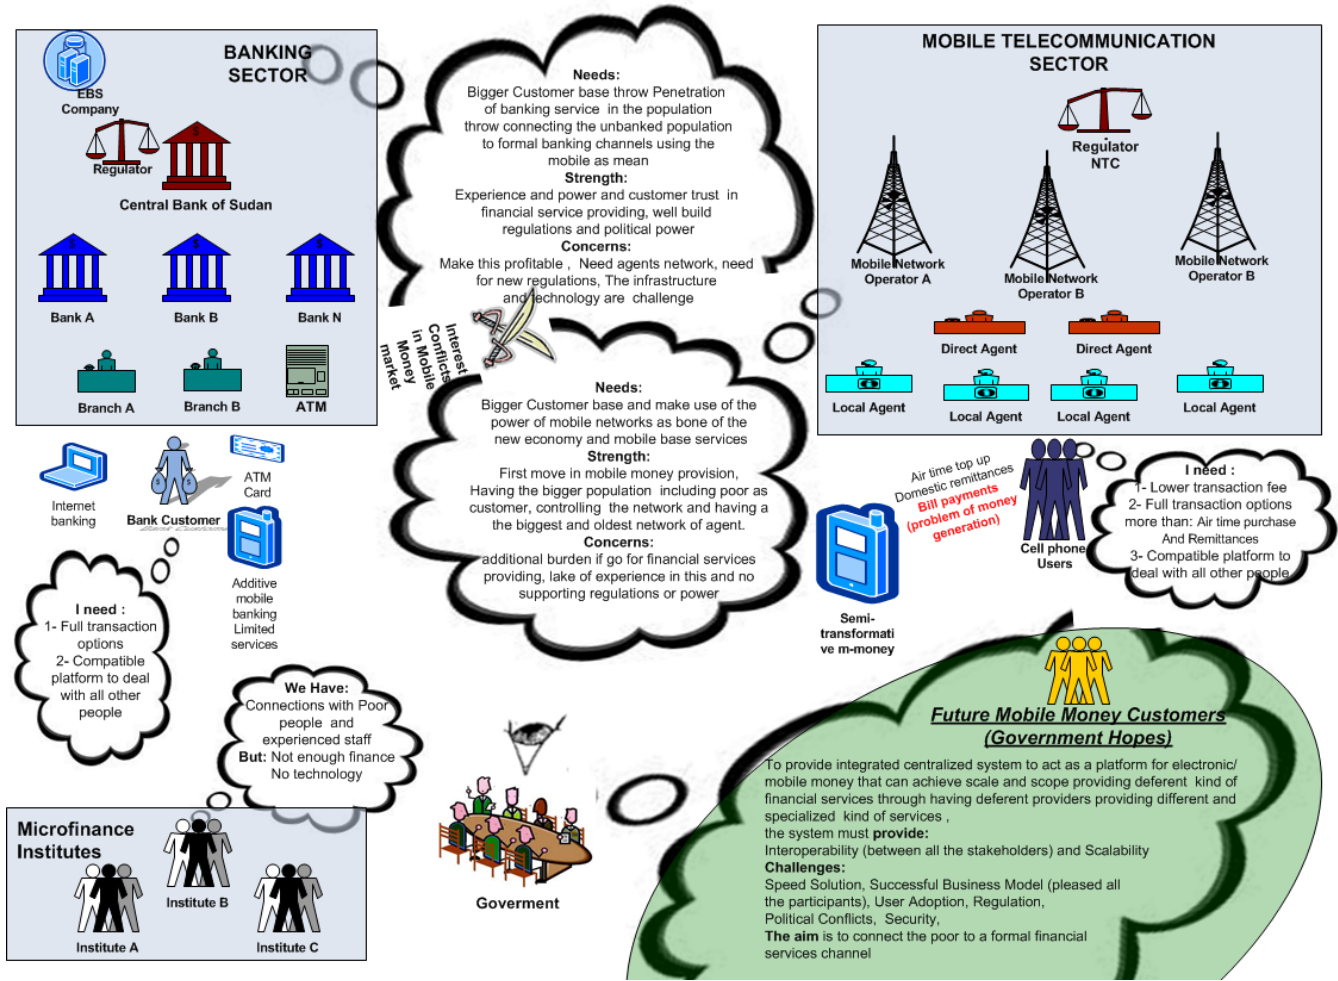 BANKING
SECTOR
EBS
Company
Regulator
Central Bank of Sudan
Bank A
Bank B
Bank N
Branch A
Branch B
ATM
Internet
banking
Bank Customer
ATM
Card
Additive
mobile
banking
Limited
services
I need :
1- Full transaction
options
2- Compatible
platform to deal
with all other
people
We Have:
Connections with Poor
people and
experienced staff
But: Not enough finance
No technology
Microfinance
Institutes
Institute A
Institute B
Institute C
Needs:
Bigger Customer base throw Penetration
of banking service in the population
throw connecting the unbanked population
to formal banking channels using the
mobile as mean
Strength:
Experience and power and customer trust in
financial service providing, well build
regulations and political power
Concerns:
Make this profitable , Need agents network, need
for new regulations, The infrastructure
and technology are challenge
Interest
Conflicts
in Mobile
Money
market
Needs:
Bigger Customer base and make use of the
power of mobile networks as bone of the
new economy and mobile base services
Strength:
First move in mobile money provision,
Having the bigger population including poor as
customer, controlling the network and having a
the biggest and oldest network of agent.
Concerns:
additional burden if go for financial services
providing, lake of experience in this and no
supporting regulations or power
Goverment
MOBILE TELECOMMUNICATION
SECTOR
Regulator
NTC
Mobile Network
Operator A
Mobile Network
Operator B
Mobile Network
Operator B
Direct Agent
Direct Agent
Local Agent
Local Agent
Local Agent
Local Agent
Air time top up
Domestic remittances
Bill payments
(problem of money
generation)
Cell phone
Users
Semi-
transformati
ve m-money
I need :
1- Lower transaction fee
2- Full transaction options
more than: Air time purchase
And Remittances
3- Compatible platform to
deal with all other people
Future Mobile Money Customers
(Government Hopes)
To provide integrated centralized system to act as a platform for electronic/
mobile money that can achieve scale and scope providing deferent kind of
financial services through having deferent providers providing different and
specialized kind of services ,
the system must provide:
Interoperability (between all the stakeholders) and Scalability
Challenges:
Speed Solution, Successful Business Model (pleased all
the participants), User Adoption, Regulation,
Political Conflicts, Security,
The aim is to connect the poor to a formal financial
services channel